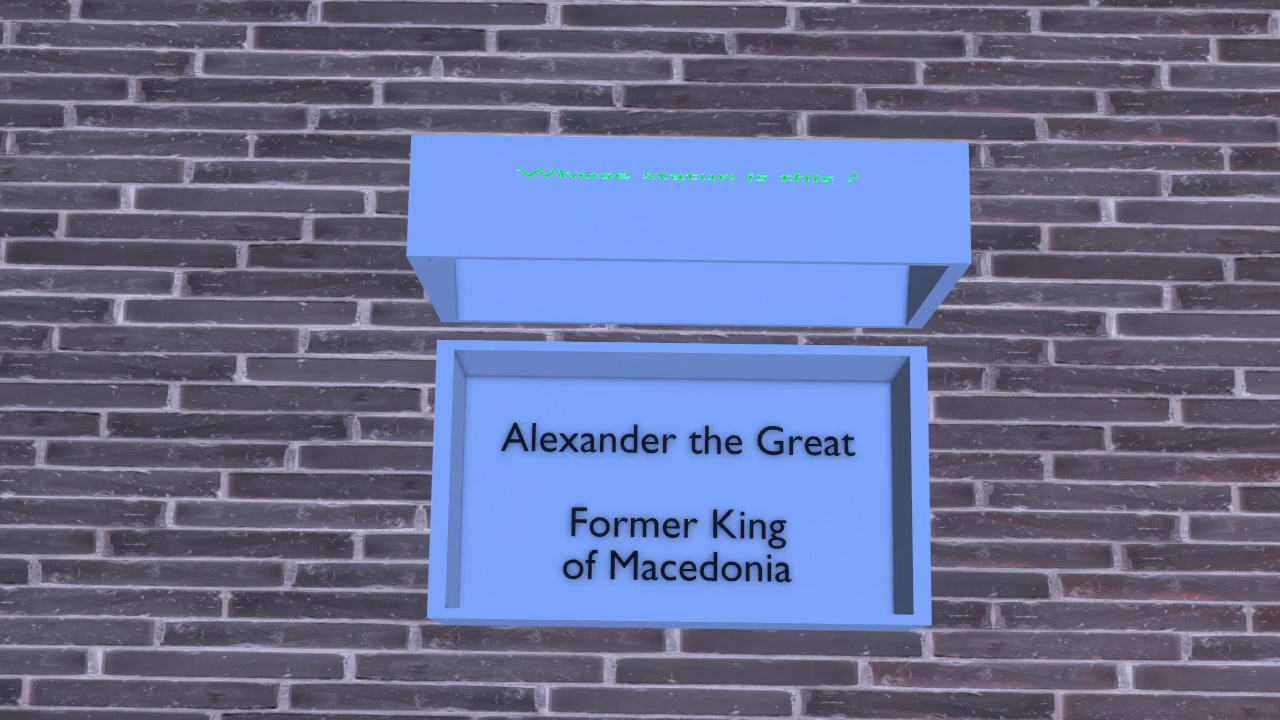 Whose statue is this ?
Alexander the Great
Former King
of Macedonia